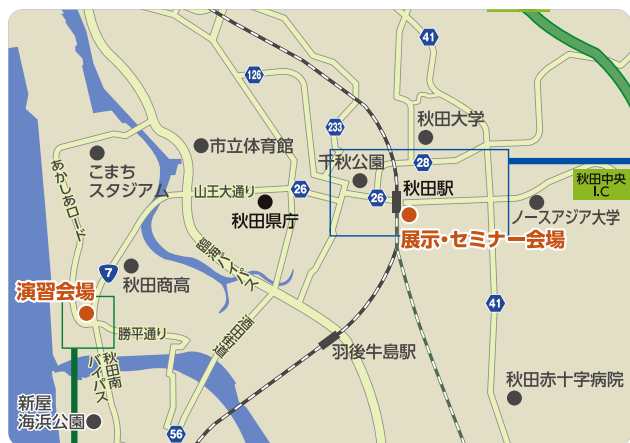 41
126
秋田大学
233
市立体育館
千秋公園
28
こまち
スタジアム
秋田中央
I.C
あかしあロード
山王大通り
26
26
秋田駅
秋田県庁
ノースアジア大学
展示・セミナー会場
臨海バイパス
7
秋田商高
演習会場
41
勝平通り
酒田街道
羽後牛島駅
秋田南
バイパス
秋田赤十字病院
新屋
海浜公園
56